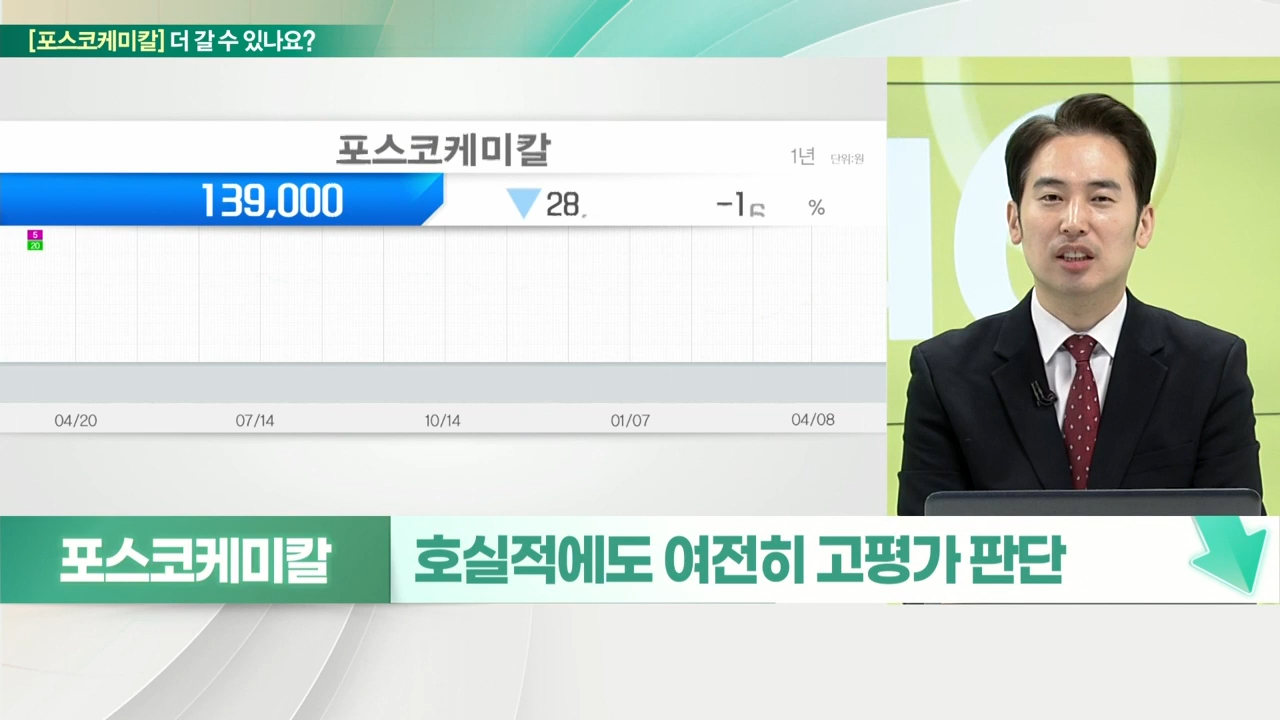 [포스코케미칼] 더 갈 수 있나요?
포스코케미칼
1년 단위:원
139,000 ▼28 -1 %
5
20
04/20 07/14 10/14 01/07 04/08
포스코케미칼 호실적에도 여전히 고평가 판단